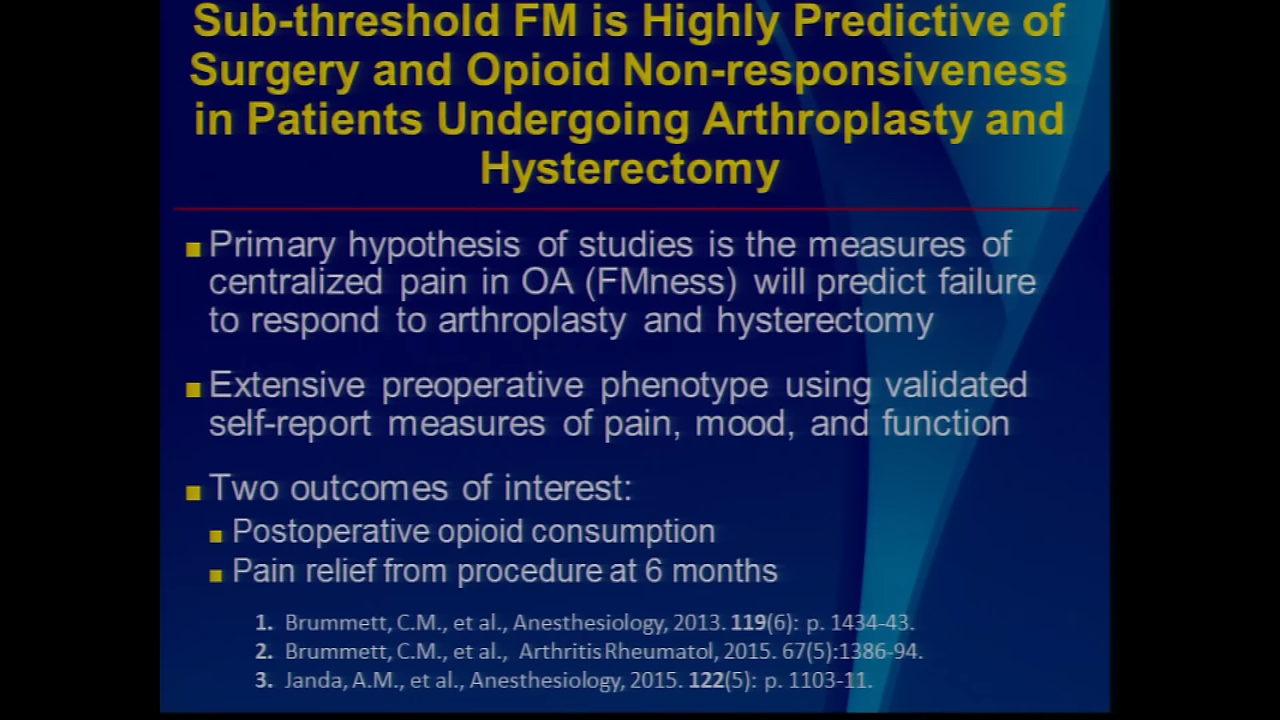 Sub-threshold FM is Highly Predictive of
Surgery and Opioid Non-responsiveness
in Patients Undergoing Arthroplasty and
Hysterectomy
Primary hypothesis of studies is the measures of
centralized pain in OA (FMness) will predict failure
to respond to arthroplasty and hysterectomy
Extensive preoperative phenotype using validated
self-report measures of pain, mood, and function
Two outcomes of interest:
Postoperative opioid consumption
Pain relief from procedure at 6 months
1. Brummett, C.M., et al., Anesthesiology, 2013. 119(6): p. 1434-43.
2. Brummett, C.M., et al., Arthritis Rheumatol, 2015. 67(5):1386-94.
3. Janda, A.M., et al., Anesthesiology, 2015. 122(5): p. 1103-11.